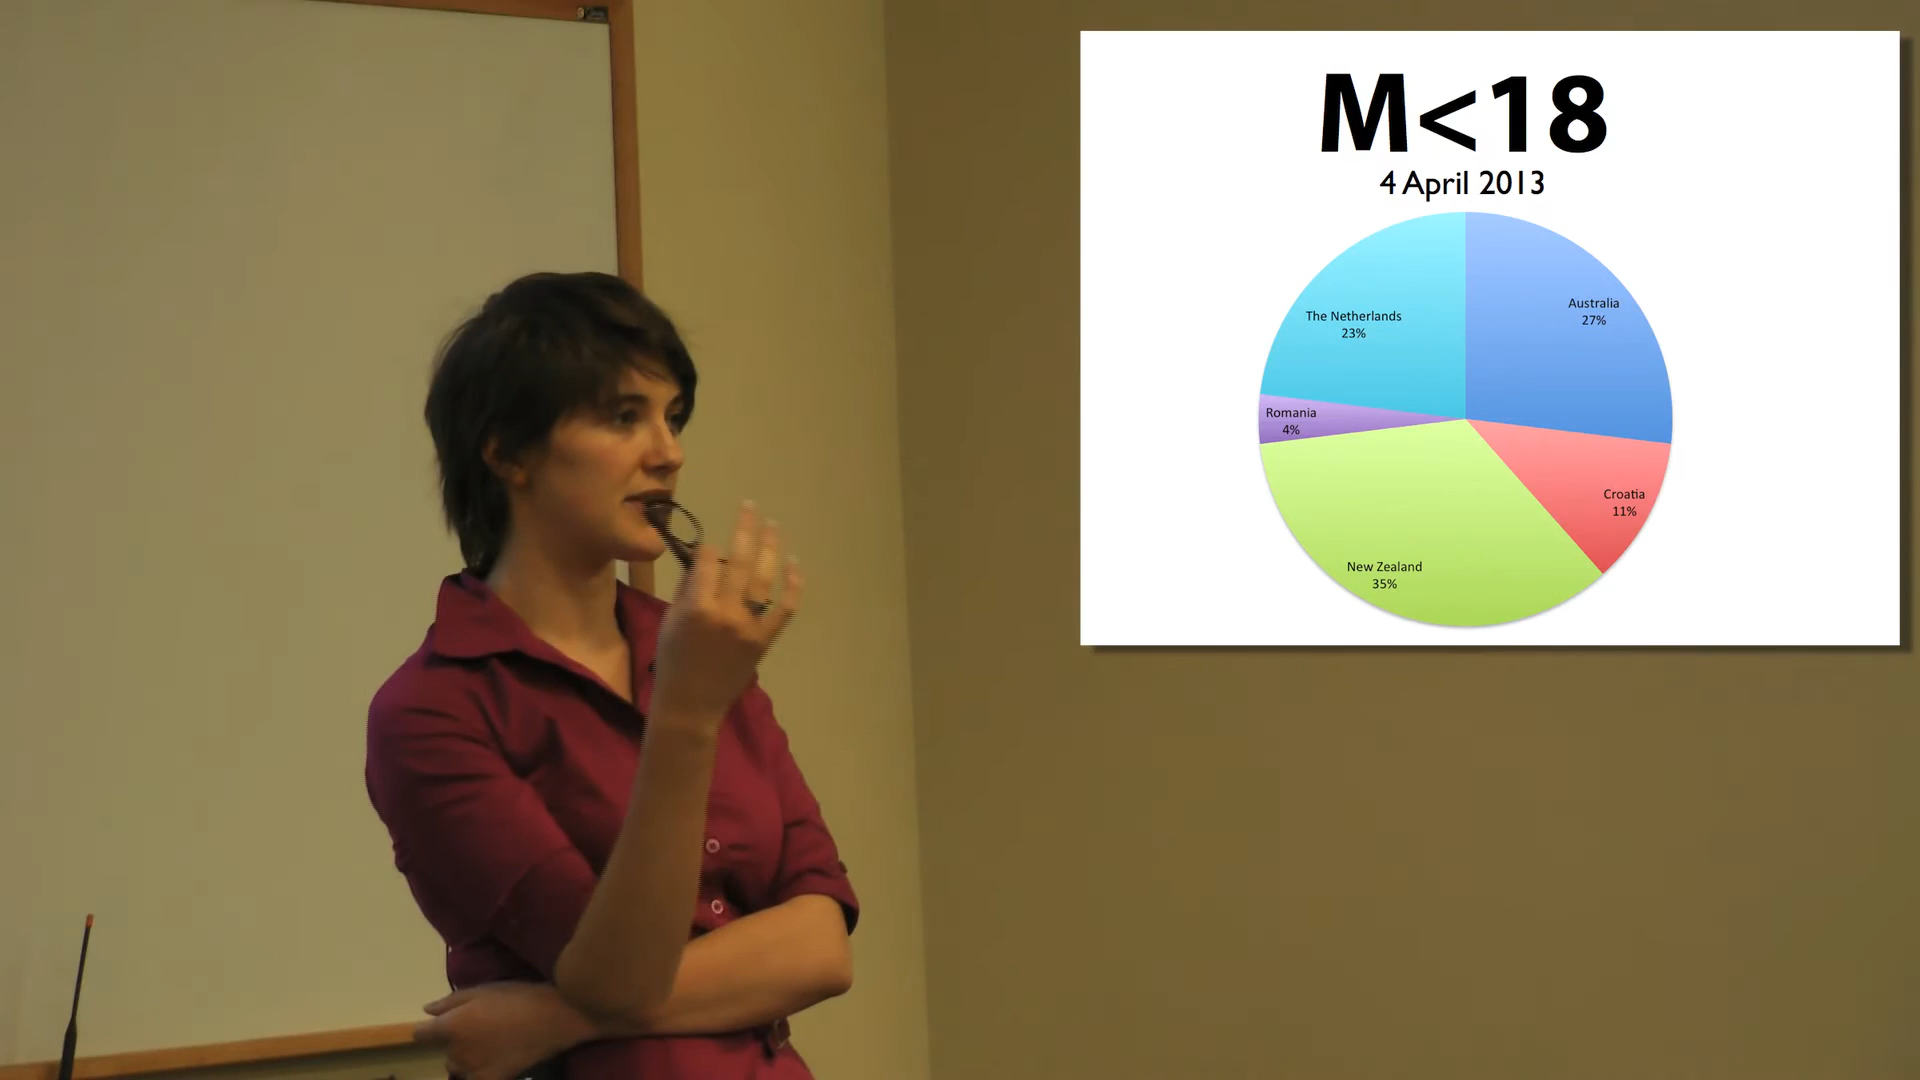 M<18
4 April 2013
The Netherlands
23%
Australia
27%
Romania
4%
Croatia
11%
New Zealand
35%